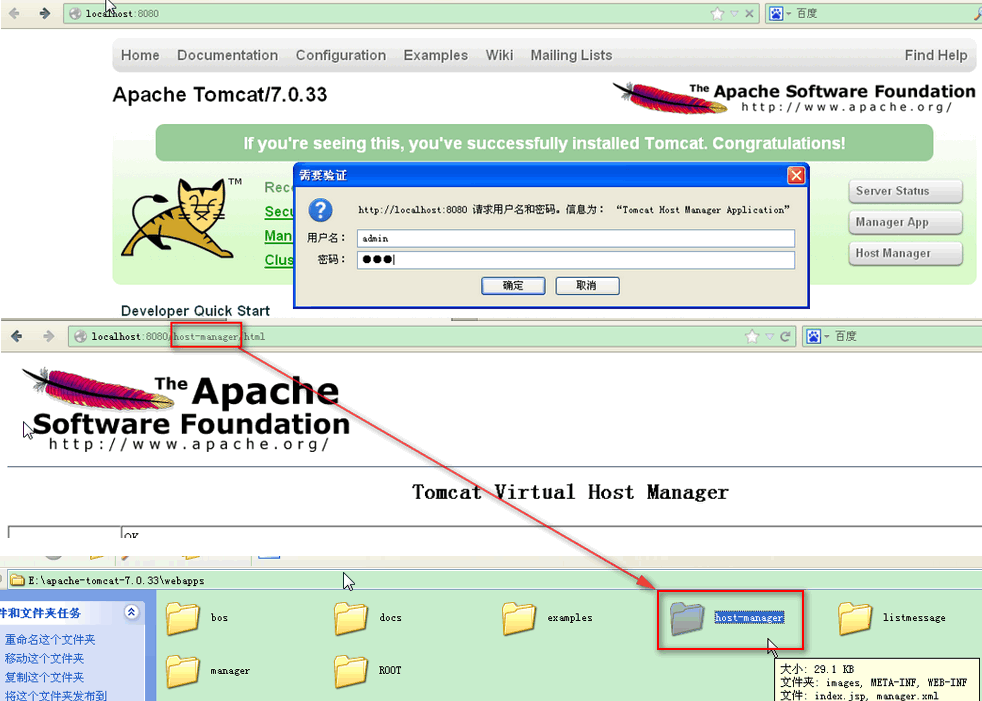 localhost:8080
百度
Home Documentation Configuration Examples Wiki Mailing Lists Find Help
Apache Tomcat/7.0.33
The Apache Software Foundation
http://www.apache.org/
If you're seeing this, you've successfully installed Tomcat. Congratulations!
TM
需要验证
http://localhost:8080 请求用户名和密码。信息为: “Tomcat Host Manager Application”
用户名: admin
密码: ●●●
确定 取消
Server Status
Manager App
Host Manager
Developer Quick Start
localhost:8080/host-manager/html
百度
The Apache
Software Foundation
http://www.apache.org/
Tomcat Virtual Host Manager
OK
E:\apache-tomcat-7.0.33\webapps
件和文件夹任务
重命名这个文件夹
移动这个文件夹
复制这个文件夹
将这个文件夹发布到
bos docs examples host-manager listmessage
manager ROOT
大小: 29.1 KB
文件夹: images, META-INF, WEB-INF
文件: index.jsp, manager.xml